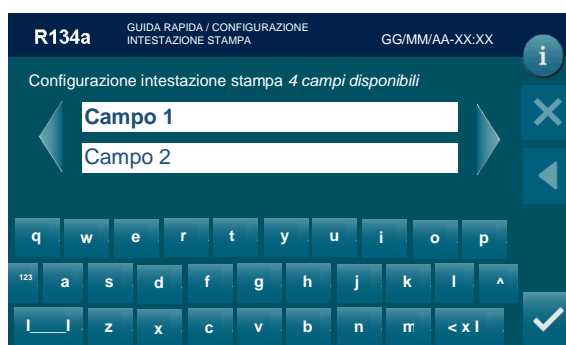 R134a
GUIDA RAPIDA / CONFIGURAZIONE
INTESTAZIONE STAMPA
GG/MM/AA-XX:XX
i
Configurazione intestazione stampa 4 campi disponibili
Campo 1
Campo 2
q w e r t y u i o p
123 a s d f g h j k l ^
I___I z x c v b n m < x I